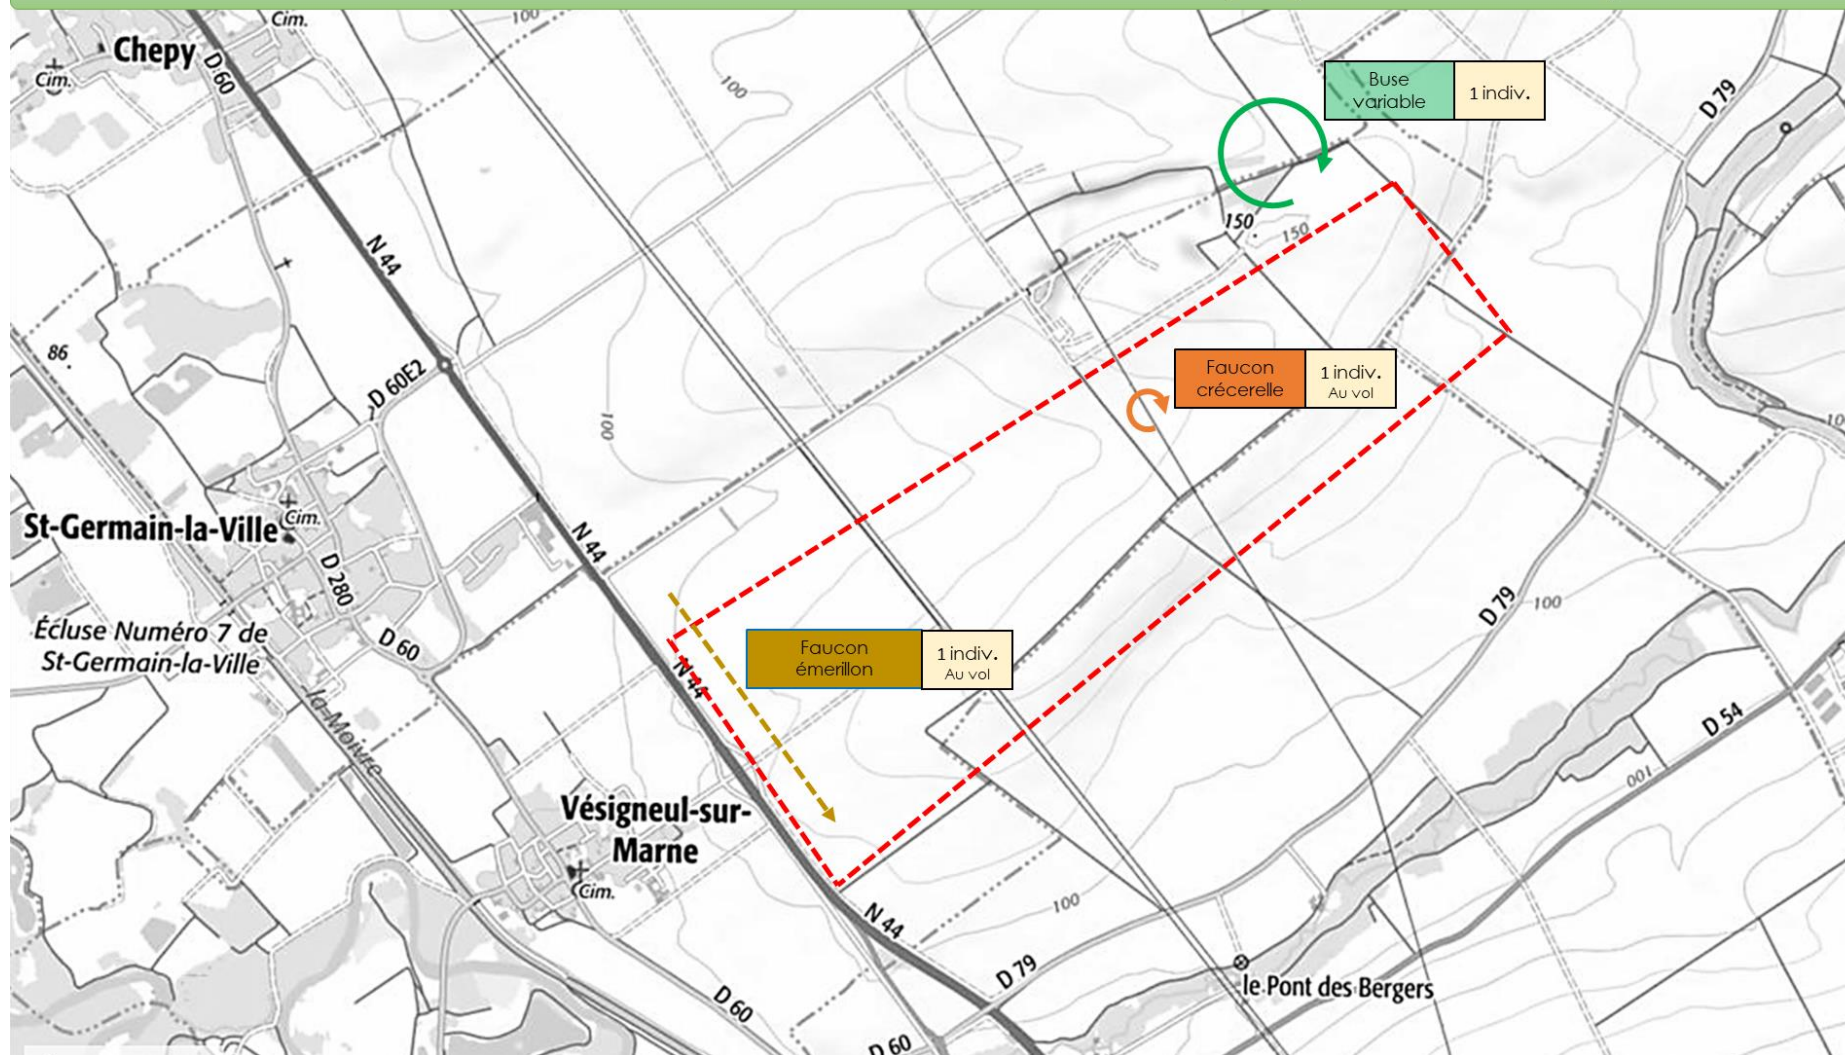 100
Cim.
Chepy
D 60
Cim.
100
Buse
variable
1 indiv.
D 79
N 44
150
150
86
D 60E2
100
Faucon
crécerelle
1 indiv.
Au vol
St-Germain-la-Ville
Cim.
N 44
D 280
Écluse Numéro 7 de
St-Germain-la-Ville
D 60
la Moivre
N 44
Faucon
émerillon
1 indiv.
Au vol
D 79
100
D 54
100
Vésigneul-sur-
Marne
Cim.
N 44
100
D 79
le Pont des Bergers
D 60
D 60